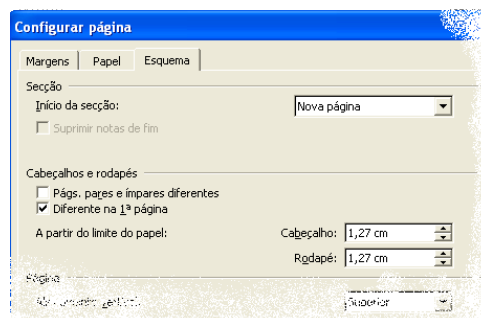 Configurar página
Margens Papel Esquema
Secção
Início da secção: Nova página
Suprimir notas de fim
Cabeçalhos e rodapés
Págs. pares e ímpares diferentes
Diferente na 1ª página
A partir do limite do papel: Cabeçalho: 1,27 cm
Rodapé: 1,27 cm
Página
Superior